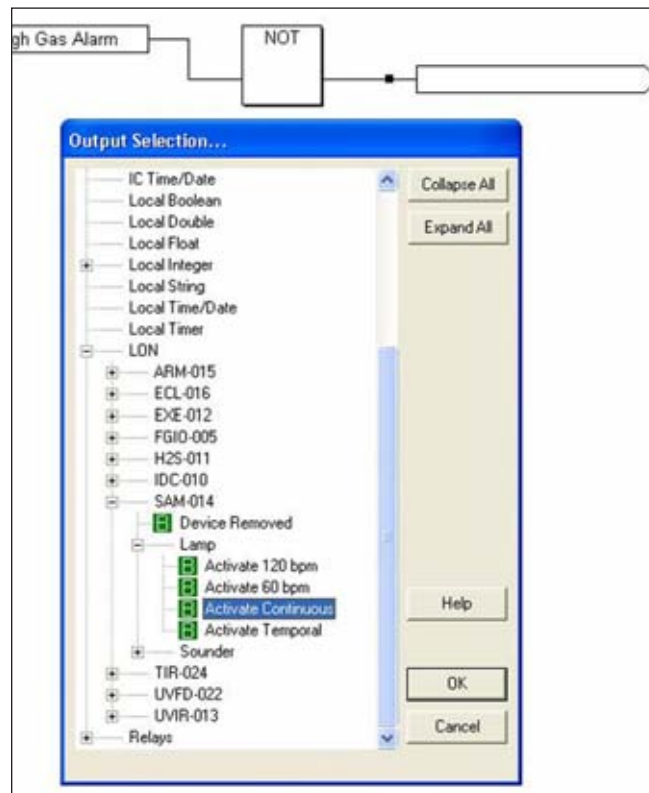 gh Gas Alarm
NOT
Output Selection...
IC Time/Date
Local Boolean
Local Double
Local Float
Local Integer
Local String
Local Time/Date
Local Timer
LON
ARM-015
ECL-016
EXE-012
FGIO-005
H2S-011
IDC-010
SAM-014
Device Removed
Lamp
Activate 120 bpm
Activate 60 bpm
Activate Continuous
Activate Temporal
Sounder
TIR-024
UVFD-022
UVIR-013
Relays
Collapse All
Expand All
Help
OK
Cancel